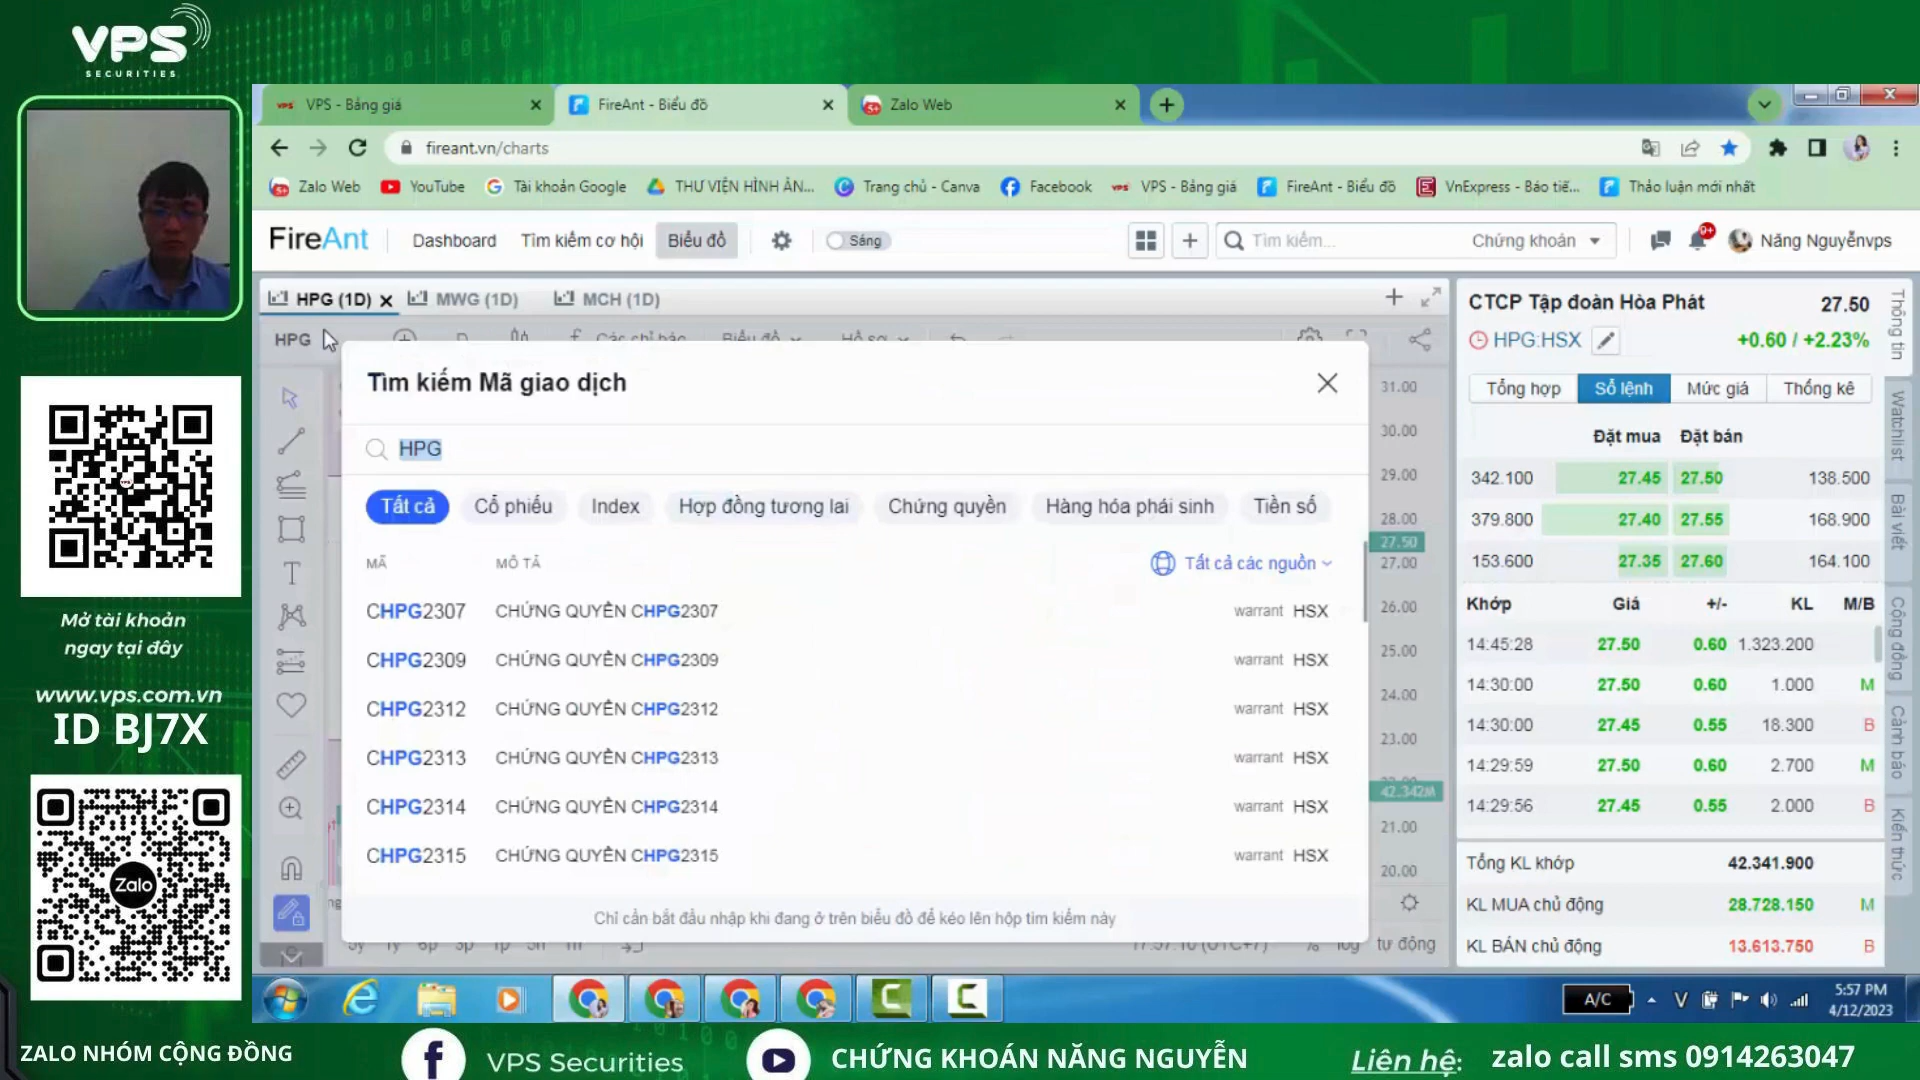 VPS
SECURITIES
VPS - Bảng giá
FireAnt - Biểu đồ
Zalo Web
fireant.vn/charts
Zalo Web
YouTube
Tài khoản Google
THƯ VIỆN HÌNH ẢN...
Trang chủ - Canva
Facebook
VPS - Bảng giá
FireAnt - Biểu đồ
VnExpress - Báo tiế...
Thảo luận mới nhất
FireAnt
Dashboard
Tìm kiếm cơ hội
Biểu đồ
Sáng
Tìm kiếm...
Chứng khoán
9+
Năng Nguyễnvps
HPG (1D)
MWG (1D)
MCH (1D)
HPG
D
Các chỉ báo
Biểu đồ
Hồ sơ
Tìm kiếm Mã giao dịch
HPG
Tất cả
Cổ phiếu
Index
Hợp đồng tương lai
Chứng quyền
Hàng hóa phái sinh
Tiền số
MÃ
MÔ TẢ
Tất cả các nguồn
CHPG2307 CHỨNG QUYỀN CHPG2307 warrant HSX
CHPG2309 CHỨNG QUYỀN CHPG2309 warrant HSX
CHPG2312 CHỨNG QUYỀN CHPG2312 warrant HSX
CHPG2313 CHỨNG QUYỀN CHPG2313 warrant HSX
CHPG2314 CHỨNG QUYỀN CHPG2314 warrant HSX
CHPG2315 CHỨNG QUYỀN CHPG2315 warrant HSX
Chỉ cần bắt đầu nhập khi đang ở trên biểu đồ để kéo lên hộp tìm kiếm này
31.00
30.00
29.00
28.00
27.50
27.00
26.00
25.00
24.00
23.00
42.342M
21.00
20.00
% log tự động
CTCP Tập đoàn Hòa Phát 27.50
HPG:HSX +0.60 / +2.23%
Tổng hợp
Sổ lệnh
Mức giá
Thống kê
Đặt mua Đặt bán
342.100 27.45 27.50 138.500
379.800 27.40 27.55 168.900
153.600 27.35 27.60 164.100
Khớp Giá +/- KL M/B
14:45:28 27.50 0.60 1.323.200
14:30:00 27.50 0.60 1.000 M
14:30:00 27.45 0.55 18.300 B
14:29:59 27.50 0.60 2.700 M
14:29:56 27.45 0.55 2.000 B
Tổng KL khớp 42.341.900
KL MUA chủ động 28.728.150 M
KL BÁN chủ động 13.613.750 B
Thông tin
Watchlist
Bài viết
Cộng đồng
Cảnh báo
Kiến thức
Mở tài khoản
ngay tại đây
www.vps.com.vn
ID BJ7X
Zalo
A/C
V
5:57 PM
4/12/2023
ZALO NHÓM CỘNG ĐỒNG
VPS Securities
CHỨNG KHOÁN NĂNG NGUYỄN
Liên hệ: zalo call sms 0914263047